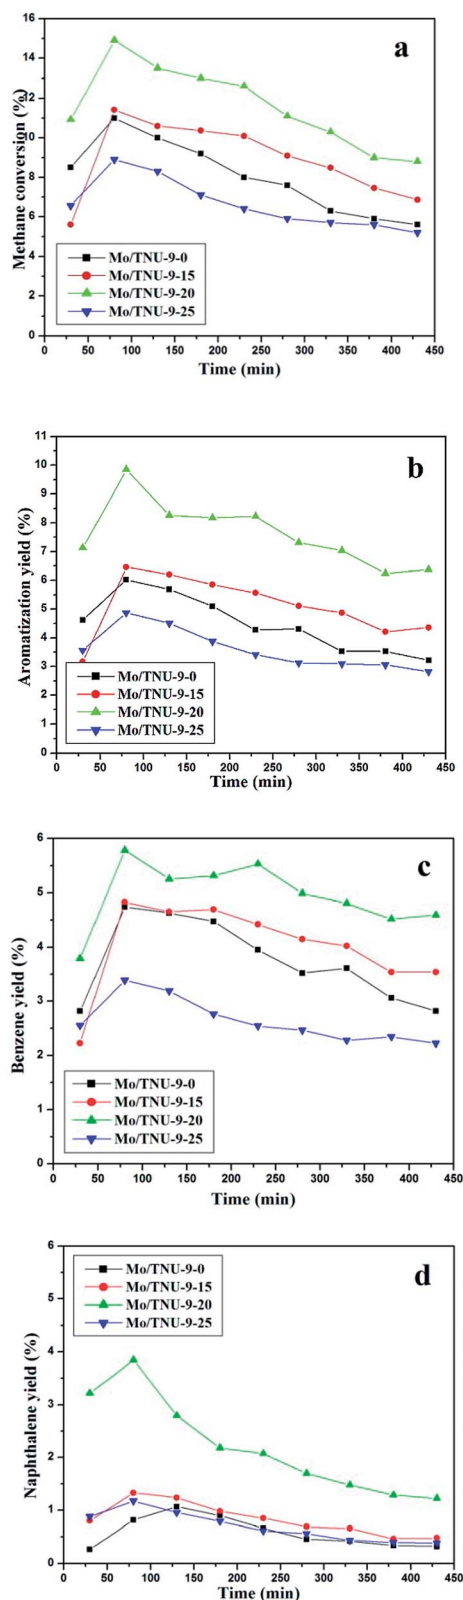 a
Methane conversion (%)
16
14
12
10
8
6
4
2
0
Mo/TNU-9-0
Mo/TNU-9-15
Mo/TNU-9-20
Mo/TNU-9-25
0 50 100 150 200 250 300 350 400 450
Time (min)
b
Aromatization yield (%)
11
10
9
8
7
6
5
4
3
2
1
0
Mo/TNU-9-0
Mo/TNU-9-15
Mo/TNU-9-20
Mo/TNU-9-25
0 50 100 150 200 250 300 350 400 450
Time (min)
c
Benzene yield (%)
6
5
4
3
2
1
0
Mo/TNU-9-0
Mo/TNU-9-15
Mo/TNU-9-20
Mo/TNU-9-25
0 50 100 150 200 250 300 350 400 450
Time (min)
d
Naphthalene yield (%)
6
5
4
3
2
1
0
Mo/TNU-9-0
Mo/TNU-9-15
Mo/TNU-9-20
Mo/TNU-9-25
0 50 100 150 200 250 300 350 400 450
Time (min)